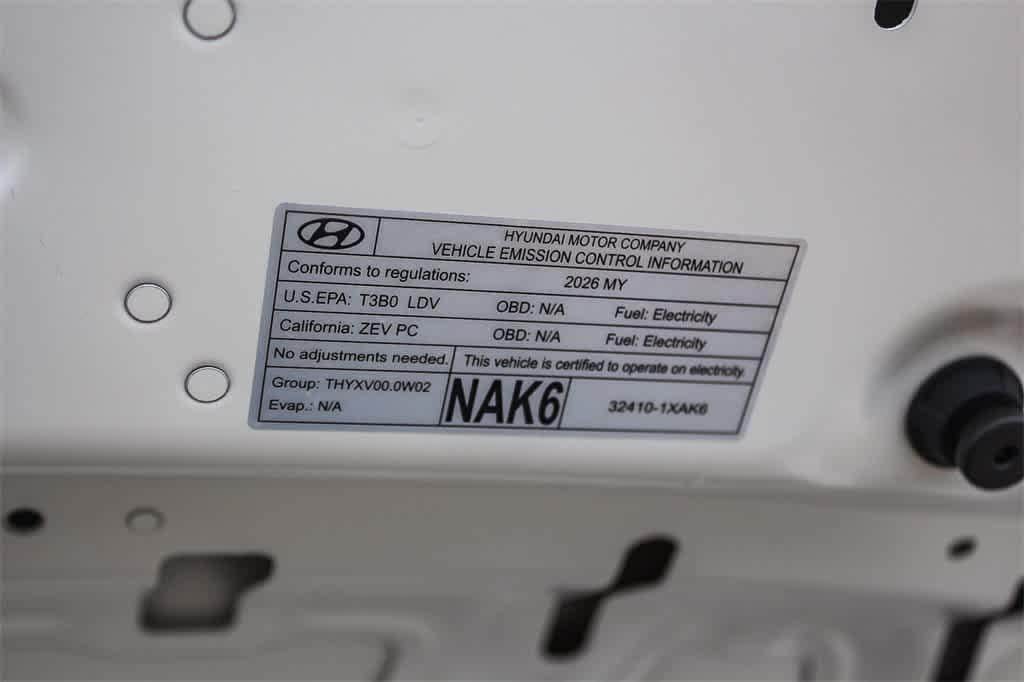 HYUNDAI MOTOR COMPANY
VEHICLE EMISSION CONTROL INFORMATION
Conforms to regulations: 2026 MY
U.S.EPA: T3B0 LDV OBD: N/A Fuel: Electricity
California: ZEV PC OBD: N/A Fuel: Electricity
No adjustments needed. This vehicle is certified to operate on electricity.
Group: THYXV00.0W02
Evap.: N/A
NAK6
32410-1XAK6